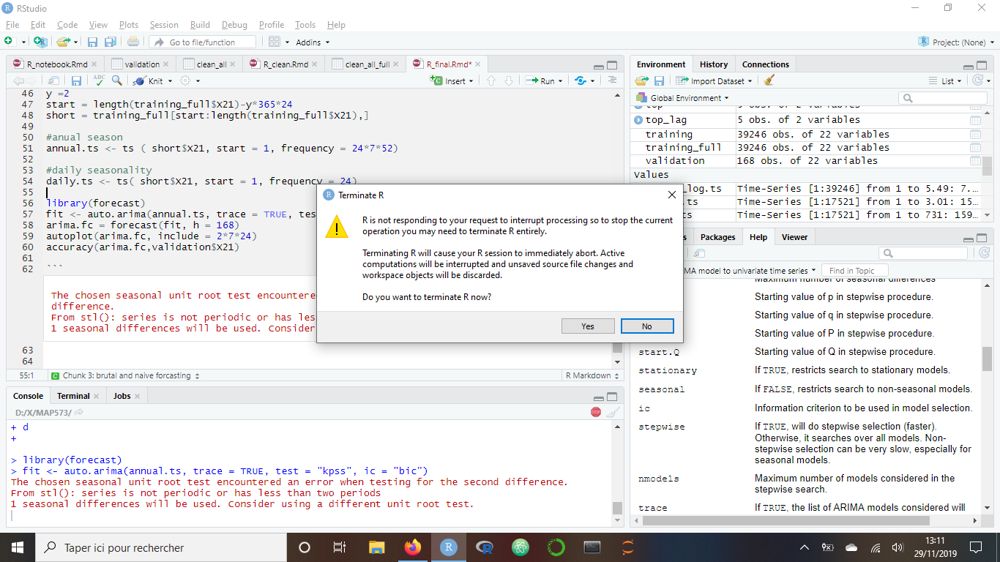 RStudio
File Edit Code View Plots Session Build Debug Profile Tools Help
Go to file/function Addins Project: (None)
R_notebook.Rmd validation clean_all R_clean.Rmd clean_all_full R_final.Rmd*
ABC Knit Insert Run
46 y =2
47 start = length(training_full$X21)-y*365*24
48 short = training_full[start:length(training_full$X21),]
49
50 #anual season
51 annual.ts <- ts ( short$X21, start = 1, frequency = 24*7*52)
52
53 #daily seasonality
54 daily.ts <- ts( short$X21, start = 1, frequency = 24)
55
56 library(forecast)
57 fit <- auto.arima(annual.ts, trace = TRUE, tes
58 arima.fc = forecast(fit, h = 168)
59 autoplot(arima.fc, include = 2*7*24)
60 accuracy(arima.fc,validation$X21)
61
62 ```
The chosen seasonal unit root test encountere
difference.
From stl(): series is not periodic or has les
1 seasonal differences will be used. Consider
63
64
55:1 Chunk 3: brutal and naive forcasting R Markdown
Terminate R
R is not responding to your request to interrupt processing so to stop the current
operation you may need to terminate R entirely.
Terminating R will cause your R session to immediately abort. Active
computations will be interrupted and unsaved source file changes and
workspace objects will be discarded.
Do you want to terminate R now?
Yes No
Console Terminal Jobs
D:/X/MAP573/
STOP
+ d
+
> library(forecast)
> fit <- auto.arima(annual.ts, trace = TRUE, test = "kpss", ic = "bic")
The chosen seasonal unit root test encountered an error when testing for the second difference.
From stl(): series is not periodic or has less than two periods
1 seasonal differences will be used. Consider using a different unit root test.
Environment History Connections
Import Dataset List
Global Environment
top_lag 5 obs. of 2 variables
training 39246 obs. of 22 variables
training_full 39246 obs. of 22 variables
validation 168 obs. of 22 variables
Values
_log.ts Time-Series [1:39246] from 1 to 5.49: 7...
.ts Time-Series [1:17521] from 1 to 3.01: 15...
ts Time-Series [1:17521] from 1 to 731: 159...
s Packages Help Viewer
MA model to univariate time series Find in Topic
Maximum number of seasonal differences
Starting value of p in stepwise procedure.
Starting value of q in stepwise procedure.
Starting value of P in stepwise procedure.
start.Q Starting value of Q in stepwise procedure.
stationary If TRUE, restricts search to stationary models.
seasonal If FALSE, restricts search to non-seasonal models.
ic Information criterion to be used in model selection.
stepwise If TRUE, will do stepwise selection (faster).
Otherwise, it searches over all models. Non-
stepwise selection can be very slow, especially for
seasonal models.
nmodels Maximum number of models considered in the
stepwise search.
trace If TRUE, the list of ARIMA models considered will
Taper ici pour rechercher
13:11
29/11/2019